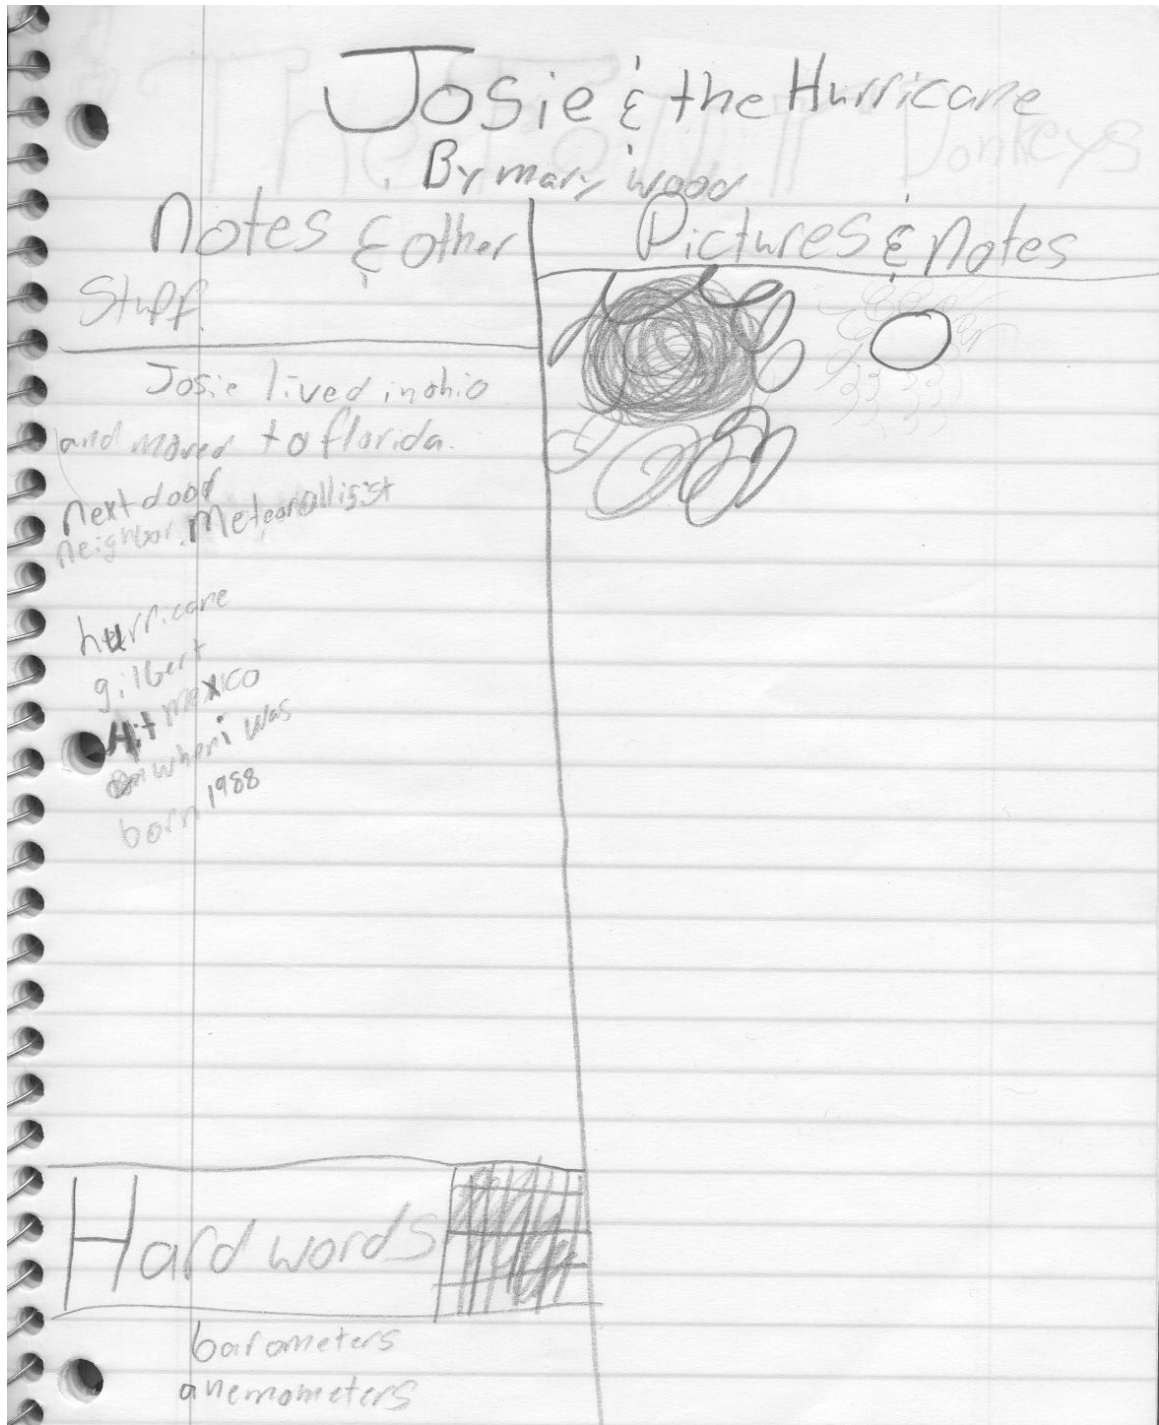 Josie & the Hurricane
By mary wood
Notes & other
Stuff.
Josie lived in ohio
and moved to florida.
next door
neighbor. Meteorallisist
hurricane
gilbert
Hit mexico
when i was
born 1988
Pictures & Notes
Hard words
barometers
anemometers